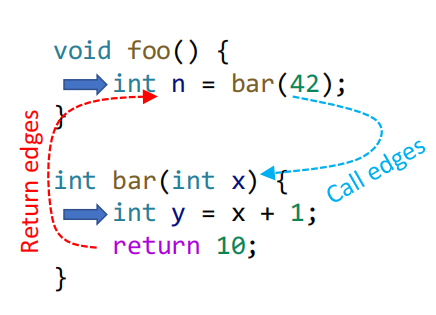 void foo() {
int n = bar(42);
}
int bar(int x) {
int y = x + 1;
return 10;
}
Return edges
Call edges